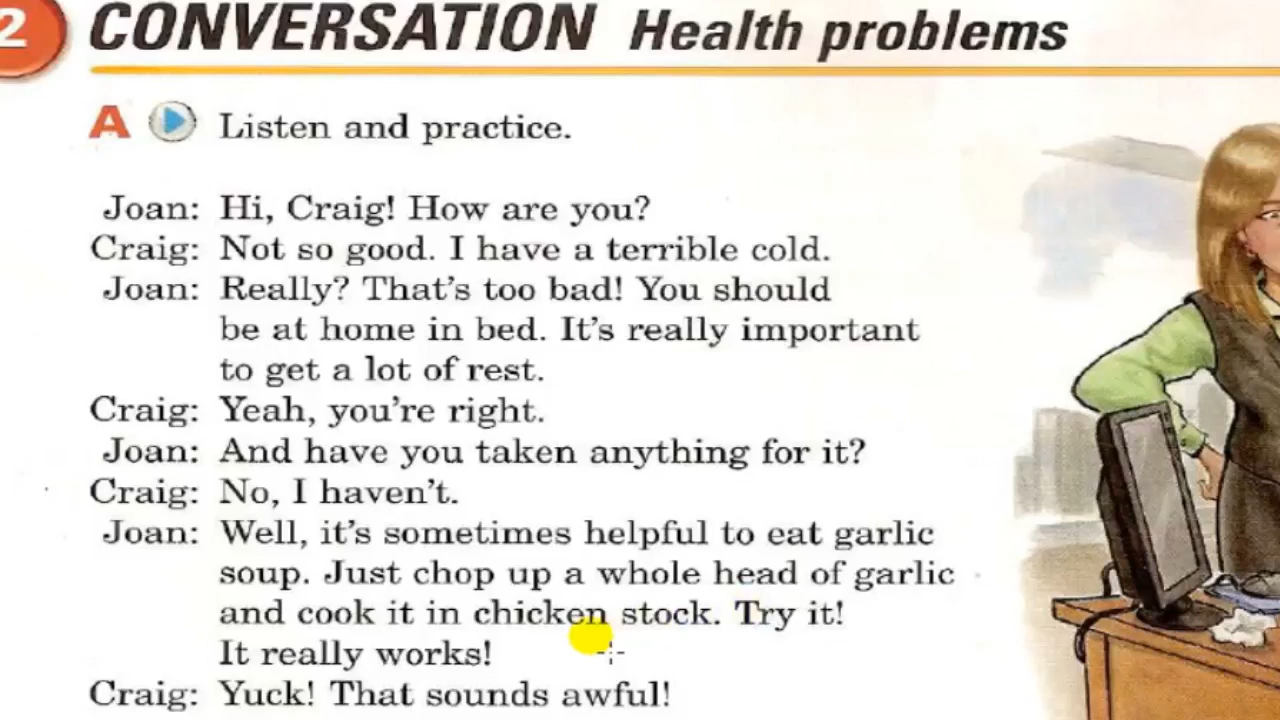 2 CONVERSATION Health problems
A Listen and practice.
Joan: Hi, Craig! How are you?
Craig: Not so good. I have a terrible cold.
Joan: Really? That's too bad! You should
be at home in bed. It's really important
to get a lot of rest.
Craig: Yeah, you're right.
Joan: And have you taken anything for it?
Craig: No, I haven't.
Joan: Well, it's sometimes helpful to eat garlic
soup. Just chop up a whole head of garlic
and cook it in chicken stock. Try it!
It really works!
Craig: Yuck! That sounds awful!